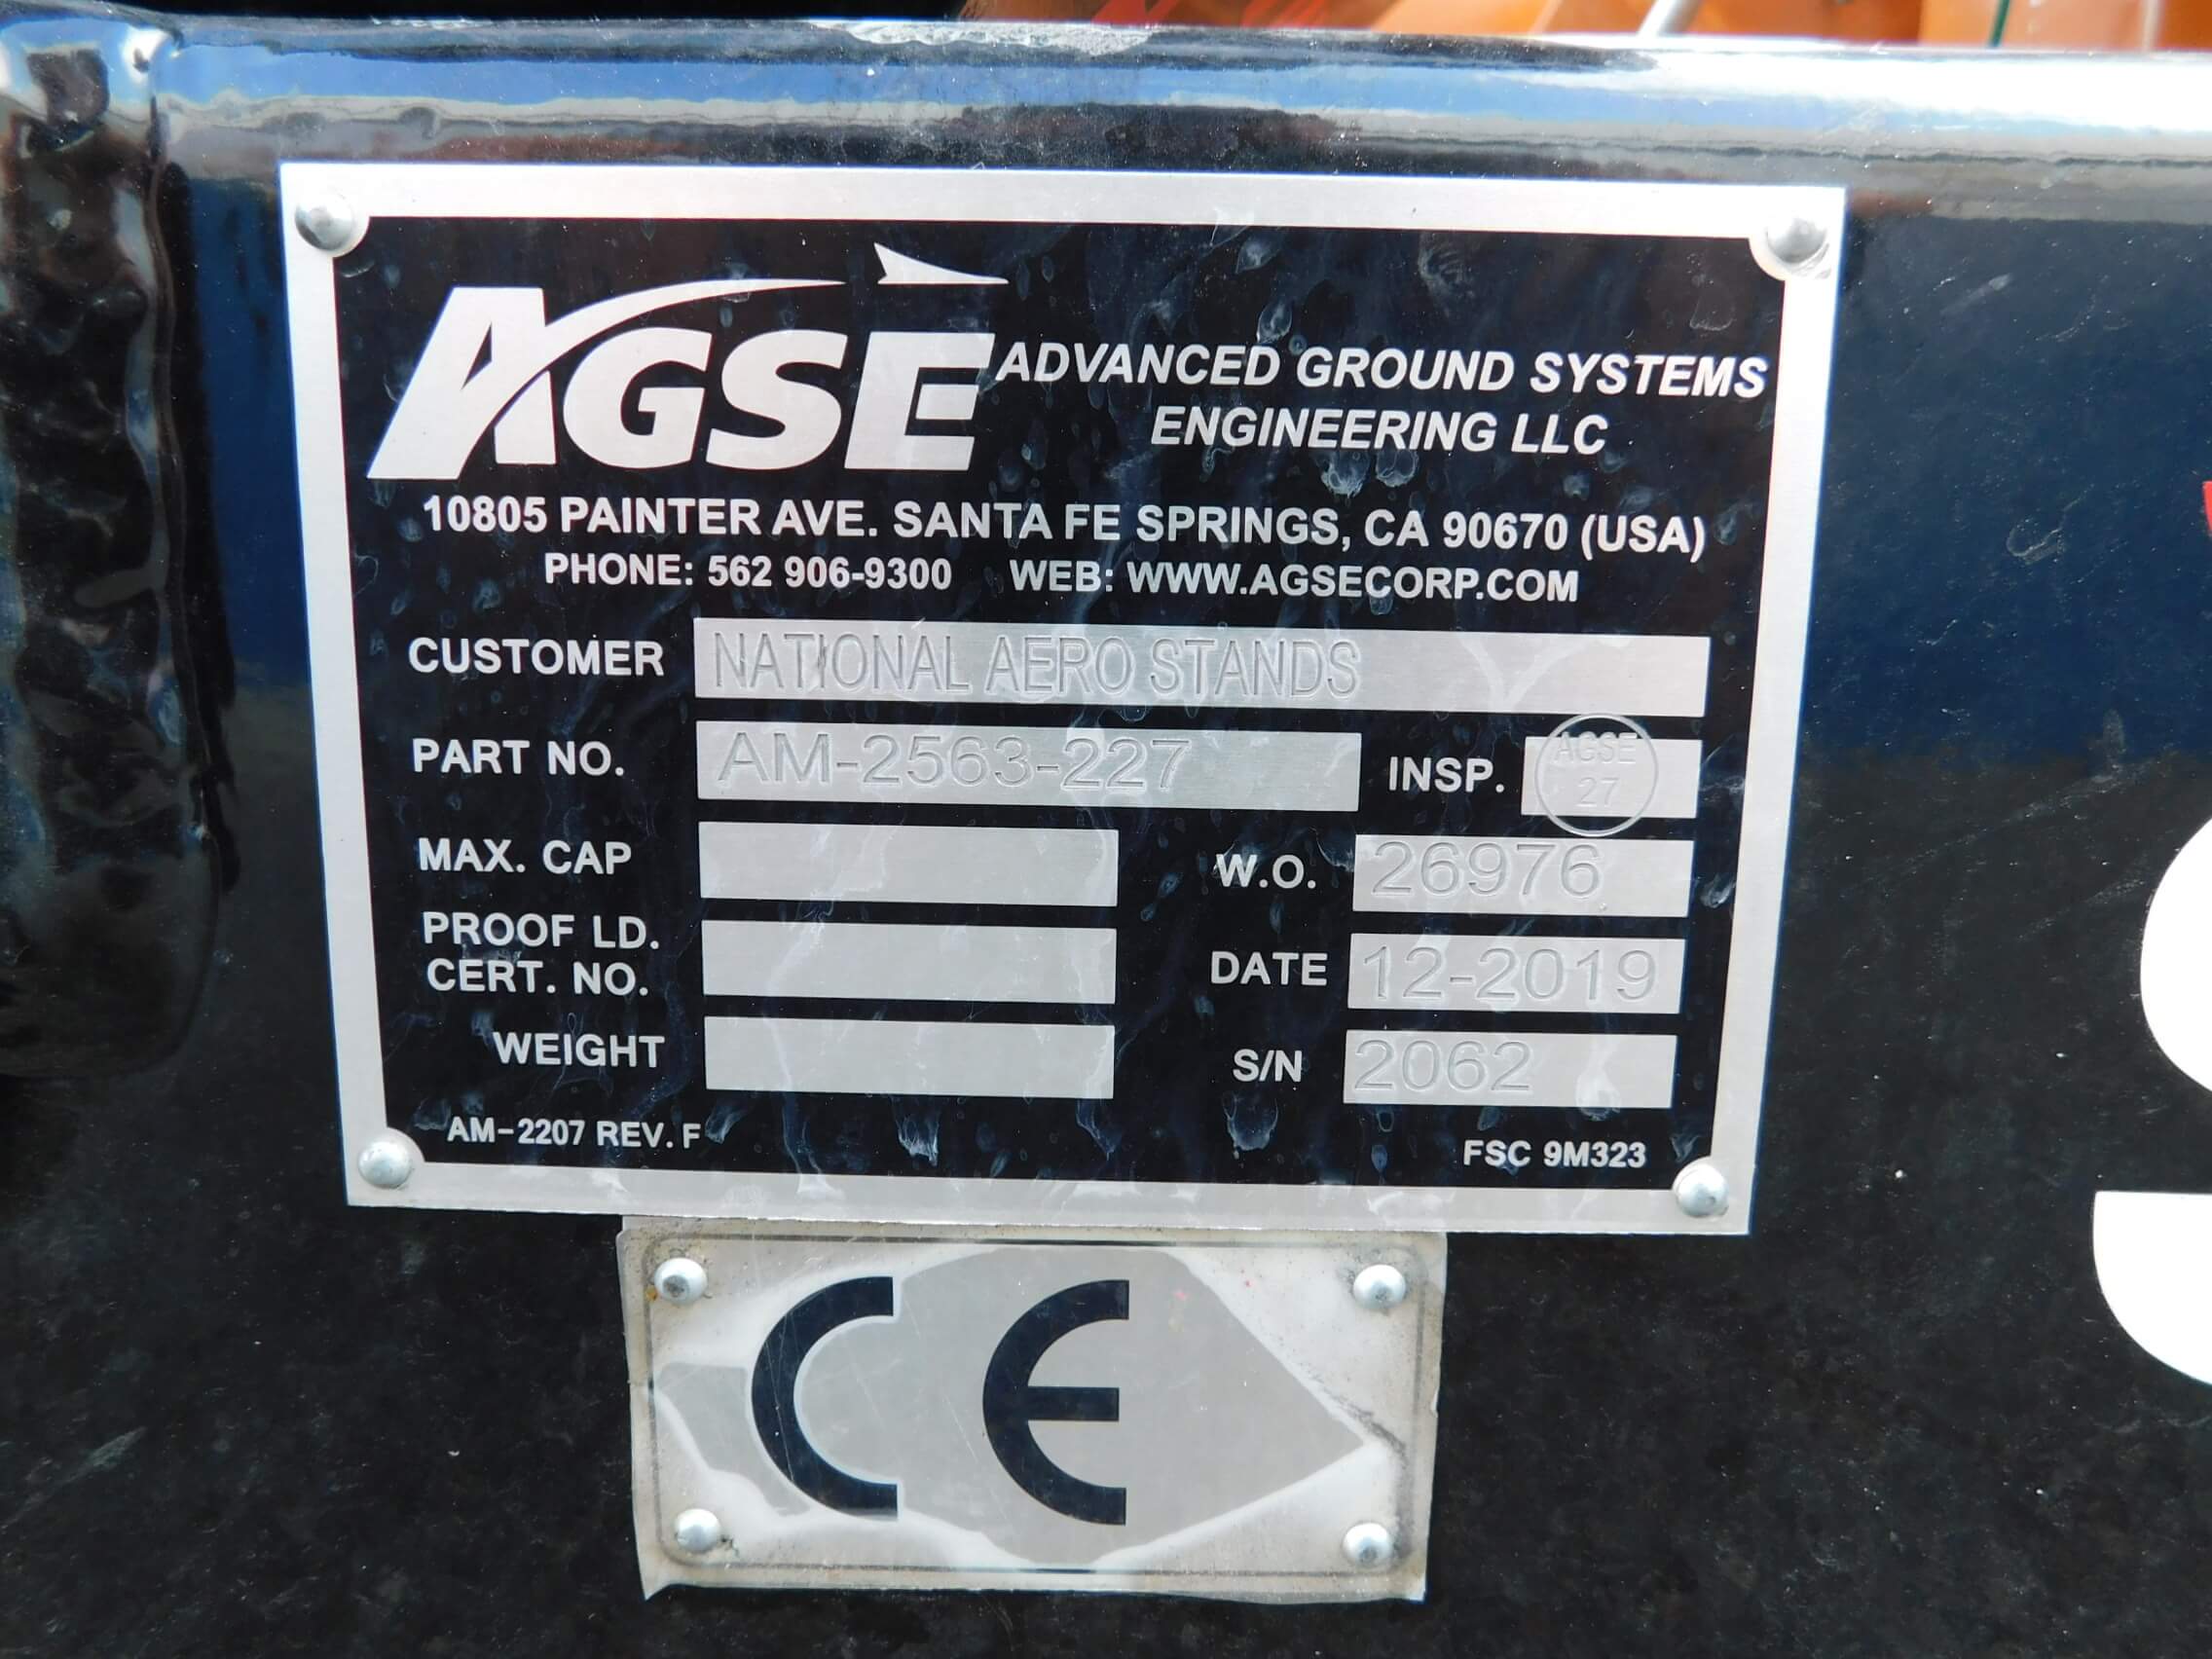 AGSE ADVANCED GROUND SYSTEMS
ENGINEERING LLC
10805 PAINTER AVE. SANTA FE SPRINGS, CA 90670 (USA)
PHONE: 562 906-9300 WEB: WWW.AGSECORP.COM
CUSTOMER NATIONAL AERO STANDS
PART NO. AM-2563-227 INSP. AGSE 27
MAX. CAP W.O. 26976
PROOF LD.
CERT. NO. DATE 12-2019
WEIGHT S/N 2062
AM-2207 REV. F FSC 9M323
CE